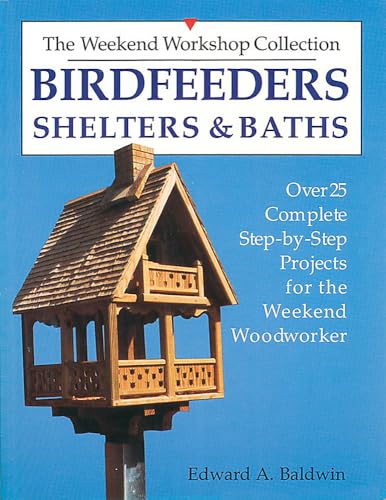 The Weekend Workshop Collection
BIRDFEEDERS
SHELTERS & BATHS
Over 25
Complete
Step-by-Step
Projects
for the
Weekend
Woodworker
Edward A. Baldwin